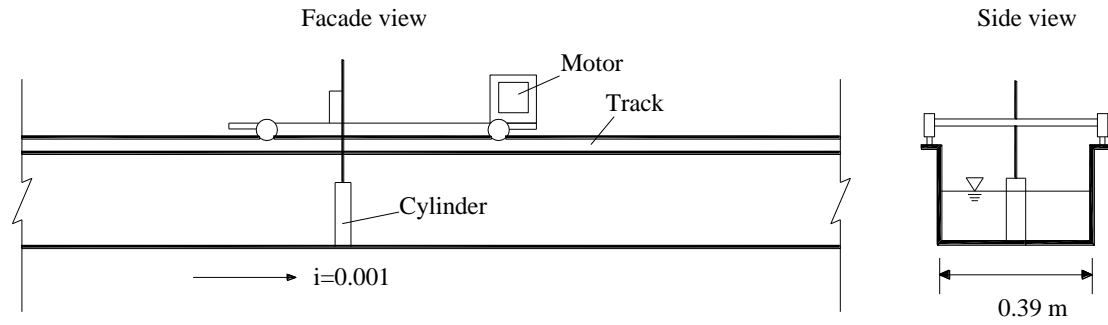 Facade view
Side view
Motor
Track
Cylinder
i=0.001
0.39 m